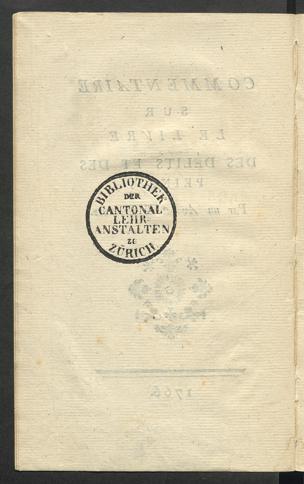 BIBLIOTHEK
DER
CANTONAL
LEHR
ANSTALTEN
ZU
ZÜRICH.
COMMENTAIRE
SUR
LE LIVRE
DES DÉLITS ET DES
1766.